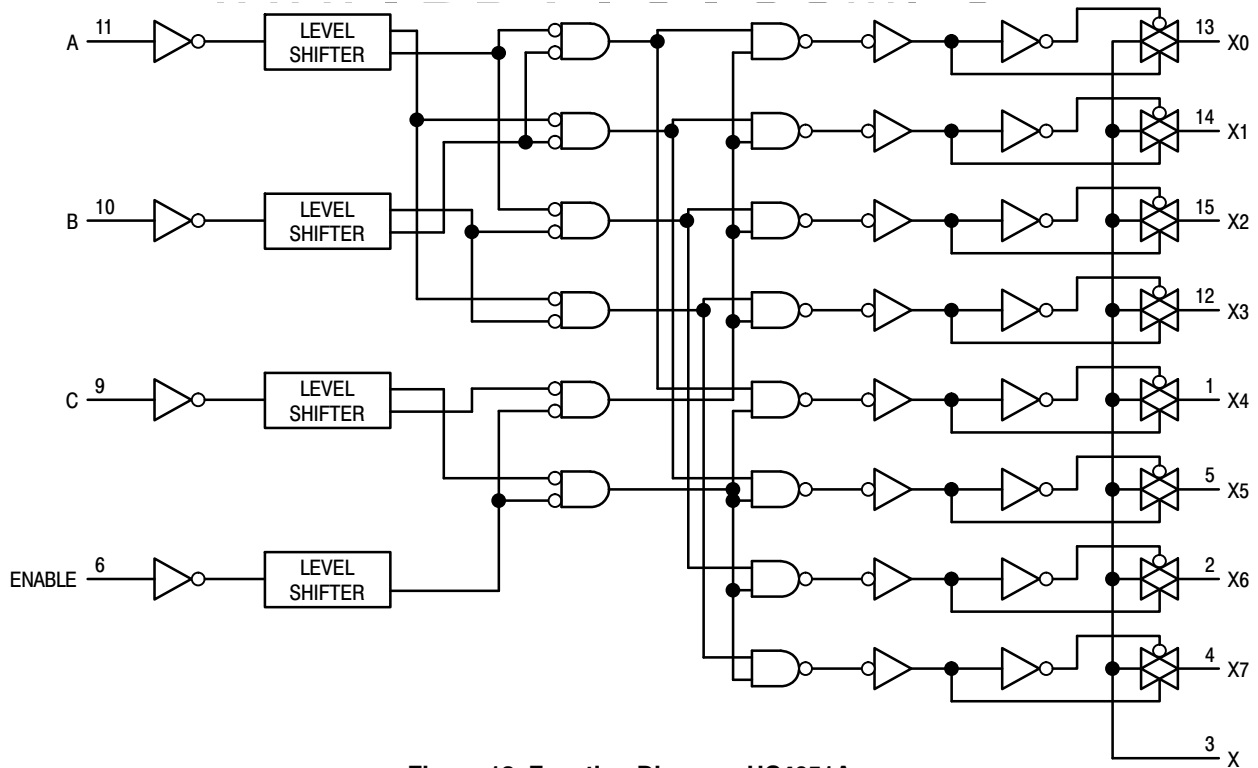 11
A
LEVEL
SHIFTER
13
X0
14
X1
10
B
LEVEL
SHIFTER
15
X2
12
X3
9
C
LEVEL
SHIFTER
1
X4
5
X5
6
ENABLE
LEVEL
SHIFTER
2
X6
4
X7
3
X